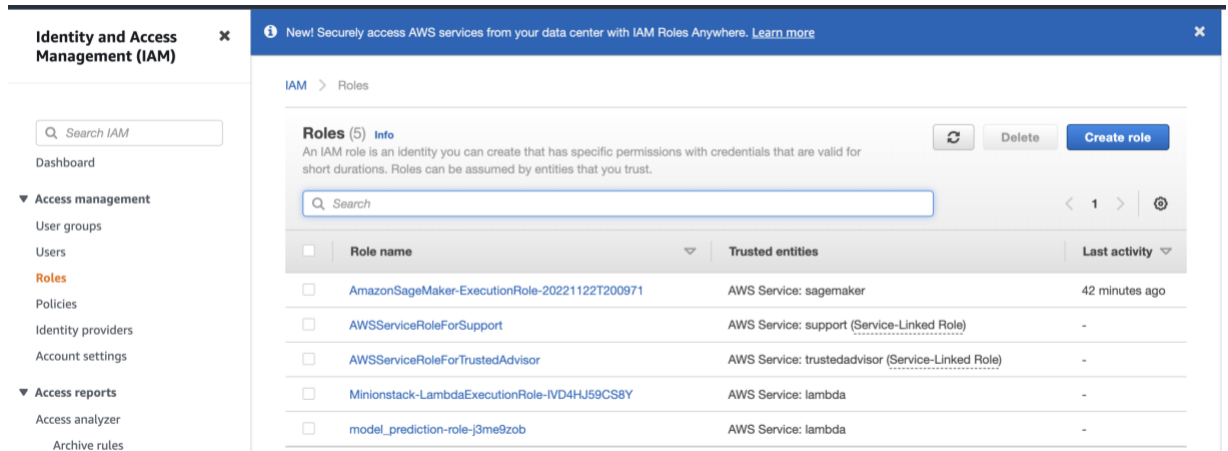 Identity and Access
Management (IAM)
Search IAM
Dashboard
Access management
User groups
Users
Roles
Policies
Identity providers
Account settings
Access reports
Access analyzer
Archive rules
New! Securely access AWS services from your data center with IAM Roles Anywhere. Learn more
IAM > Roles
Roles (5) Info
An IAM role is an identity you can create that has specific permissions with credentials that are valid for
short durations. Roles can be assumed by entities that you trust.
Delete
Create role
Search
1
Role name Trusted entities Last activity
AmazonSageMaker-ExecutionRole-20221122T200971 AWS Service: sagemaker 42 minutes ago
AWSServiceRoleForSupport AWS Service: support (Service-Linked Role) -
AWSServiceRoleForTrustedAdvisor AWS Service: trustedadvisor (Service-Linked Role) -
Minionstack-LambdaExecutionRole-IVD4HJ59CS8Y AWS Service: lambda -
model_prediction-role-j3me9zob AWS Service: lambda -